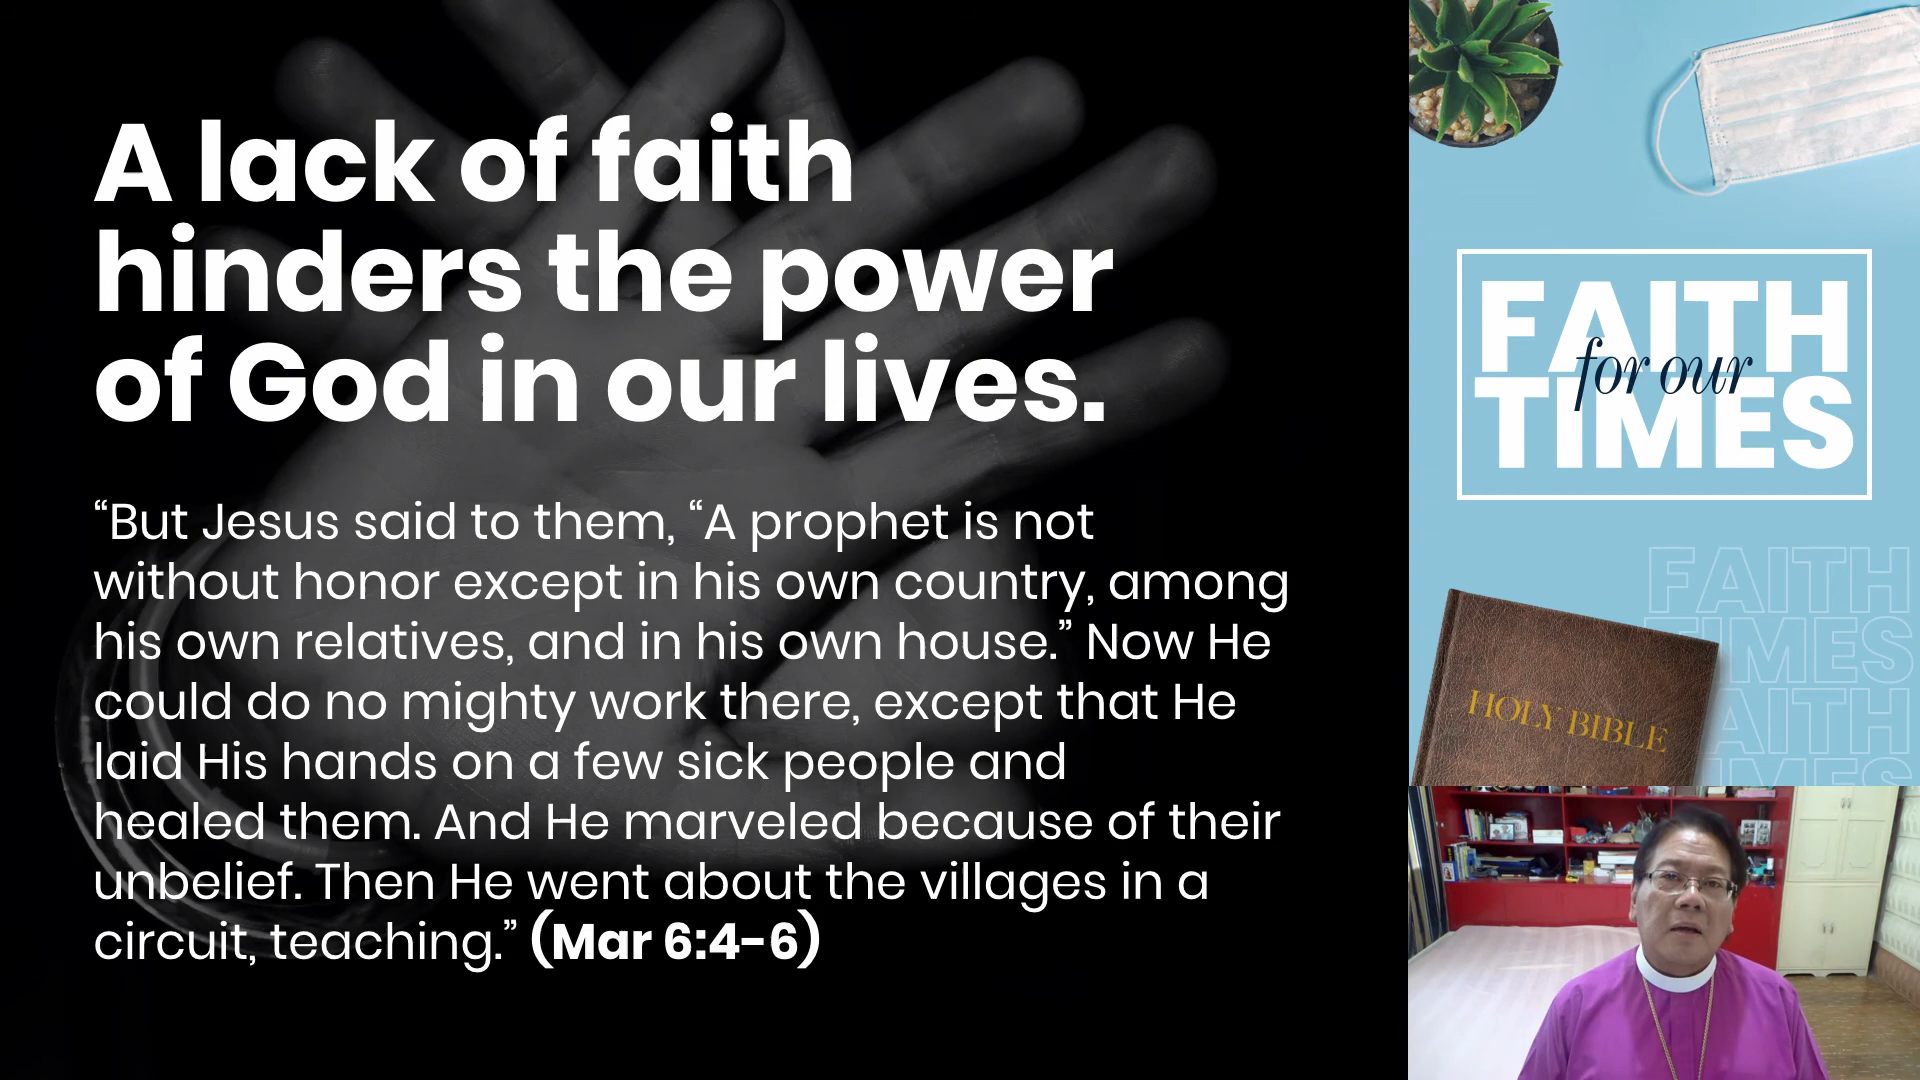 A lack of faith
hinders the power
of God in our lives.
“But Jesus said to them, “A prophet is not
without honor except in his own country, among
his own relatives, and in his own house.” Now He
could do no mighty work there, except that He
laid His hands on a few sick people and
healed them. And He marveled because of their
unbelief. Then He went about the villages in a
circuit, teaching.” (Mar 6:4–6)
FAITH
for our
TIMES
FAITH
TIMES
FAITH
TIMES
HOLY BIBLE